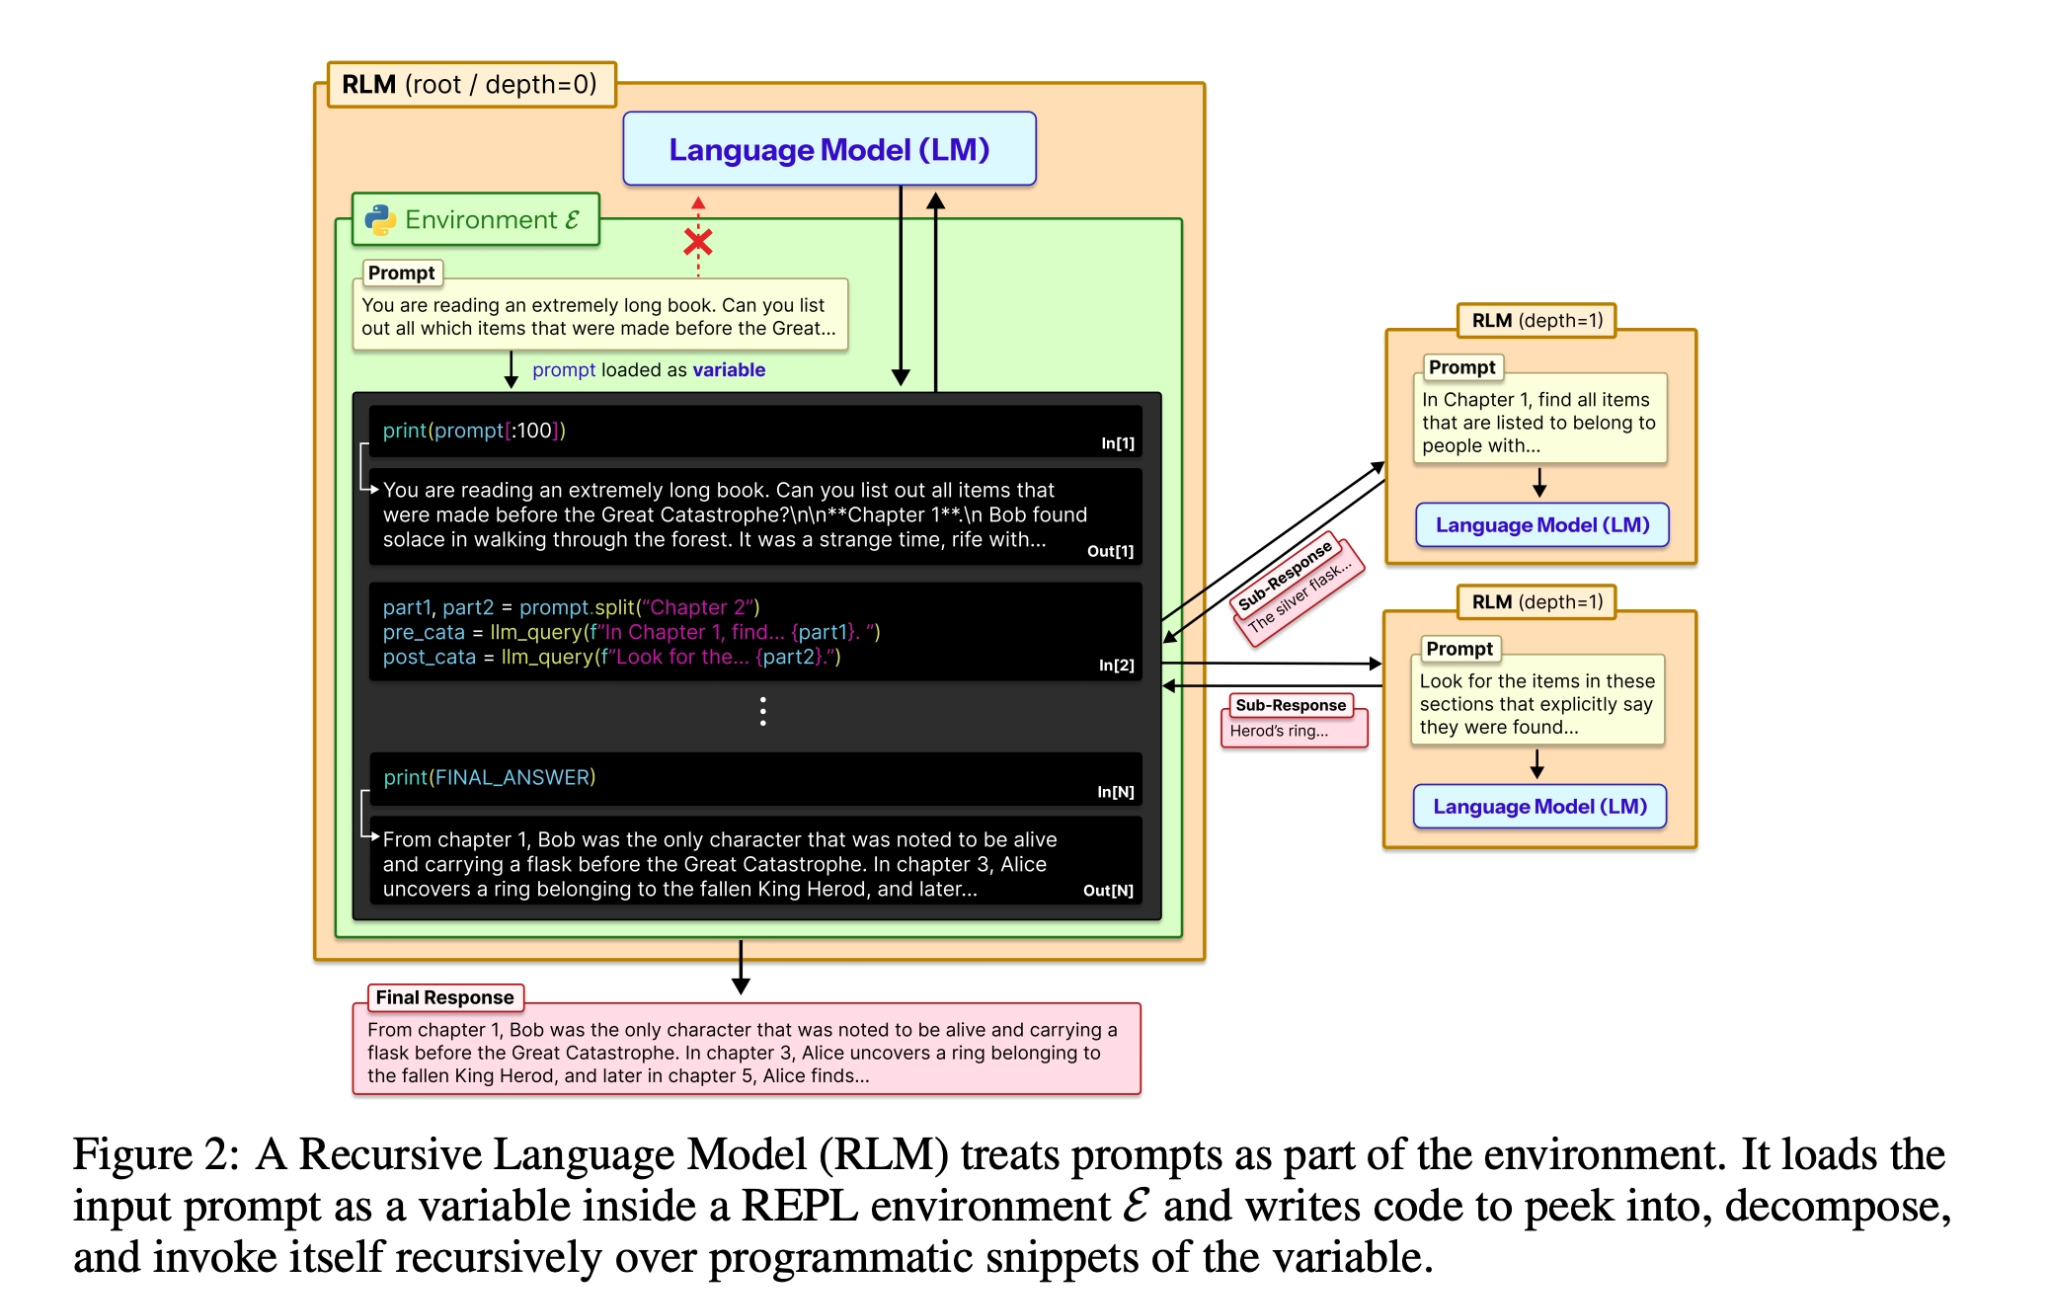 RLM (root / depth=0)
Language Model (LM)
Environment ℰ
Prompt
You are reading an extremely long book. Can you list
out all which items that were made before the Great...
prompt loaded as variable
print(prompt[:100])
In[1]
You are reading an extremely long book. Can you list out all items that
were made before the Great Catastrophe?\n\n**Chapter 1**.\n Bob found
solace in walking through the forest. It was a strange time, rife with...
Out[1]
part1, part2 = prompt.split(“Chapter 2”)
pre_cata = llm_query(f”In Chapter 1, find... {part1}. ”)
post_cata = llm_query(f”Look for the... {part2}.”)
In[2]
print(FINAL_ANSWER)
In[N]
From chapter 1, Bob was the only character that was noted to be alive
and carrying a flask before the Great Catastrophe. In chapter 3, Alice
uncovers a ring belonging to the fallen King Herod, and later...
Out[N]
Sub-Response
The silver flask...
Sub-Response
Herod’s ring...
RLM (depth=1)
Prompt
In Chapter 1, find all items
that are listed to belong to
people with...
Language Model (LM)
RLM (depth=1)
Prompt
Look for the items in these
sections that explicitly say
they were found...
Language Model (LM)
Final Response
From chapter 1, Bob was the only character that was noted to be alive and carrying a
flask before the Great Catastrophe. In chapter 3, Alice uncovers a ring belonging to
the fallen King Herod, and later in chapter 5, Alice finds...
Figure 2: A Recursive Language Model (RLM) treats prompts as part of the environment. It loads the
input prompt as a variable inside a REPL environment ℰ and writes code to peek into, decompose,
and invoke itself recursively over programmatic snippets of the variable.